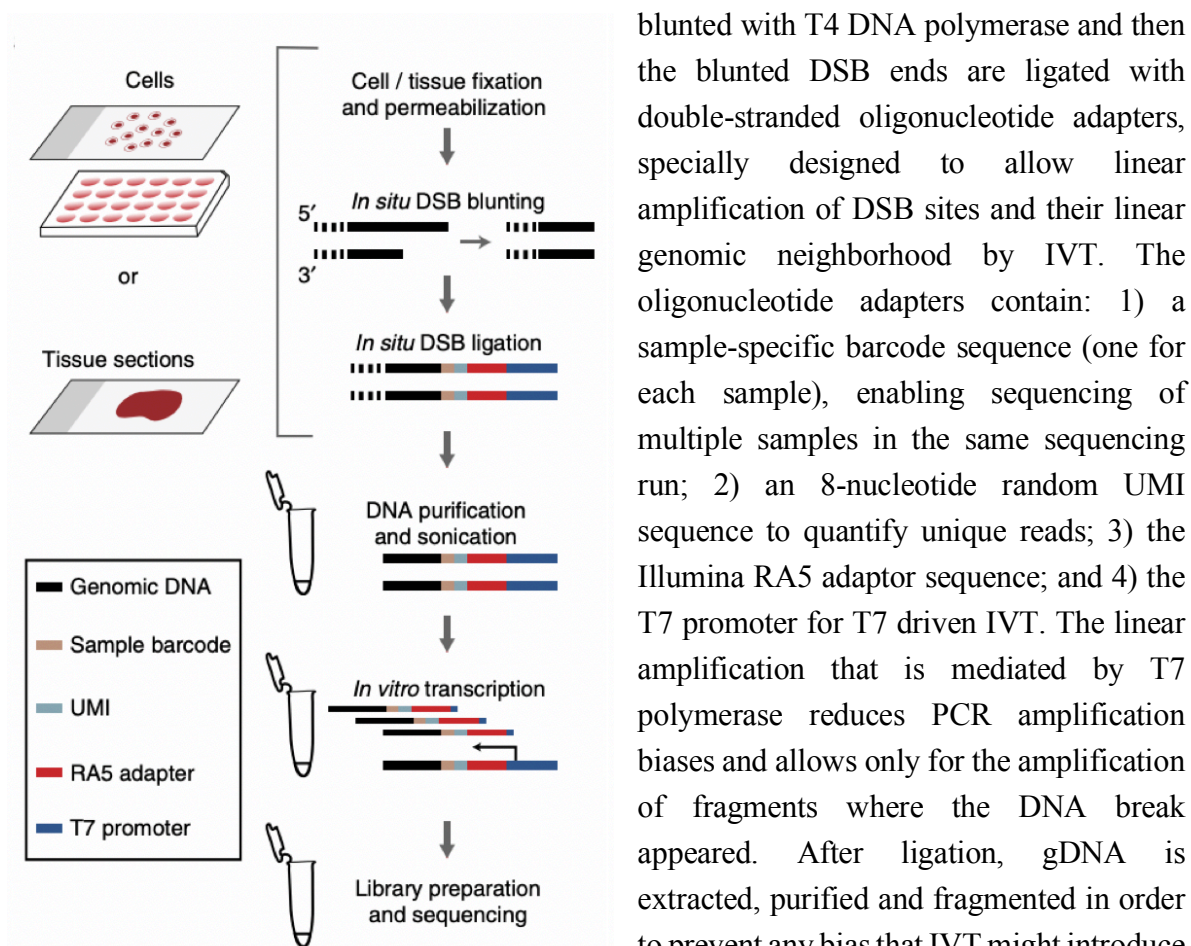 Cells
or
Tissue sections
Genomic DNA
Sample barcode
UMI
RA5 adapter
T7 promoter
Cell / tissue fixation
and permeabilization
In situ DSB blunting
5′
3′
In situ DSB ligation
DNA purification
and sonication
In vitro transcription
Library preparation
and sequencing
blunted with T4 DNA polymerase and then
the blunted DSB ends are ligated with
double-stranded oligonucleotide adapters,
specially designed to allow linear
amplification of DSB sites and their linear
genomic neighborhood by IVT. The
oligonucleotide adapters contain: 1) a
sample-specific barcode sequence (one for
each sample), enabling sequencing of
multiple samples in the same sequencing
run; 2) an 8-nucleotide random UMI
sequence to quantify unique reads; 3) the
Illumina RA5 adaptor sequence; and 4) the
T7 promoter for T7 driven IVT. The linear
amplification that is mediated by T7
polymerase reduces PCR amplification
biases and allows only for the amplification
of fragments where the DNA break
appeared. After ligation, gDNA is
extracted, purified and fragmented in order
to prevent any bias that IVT might introduce